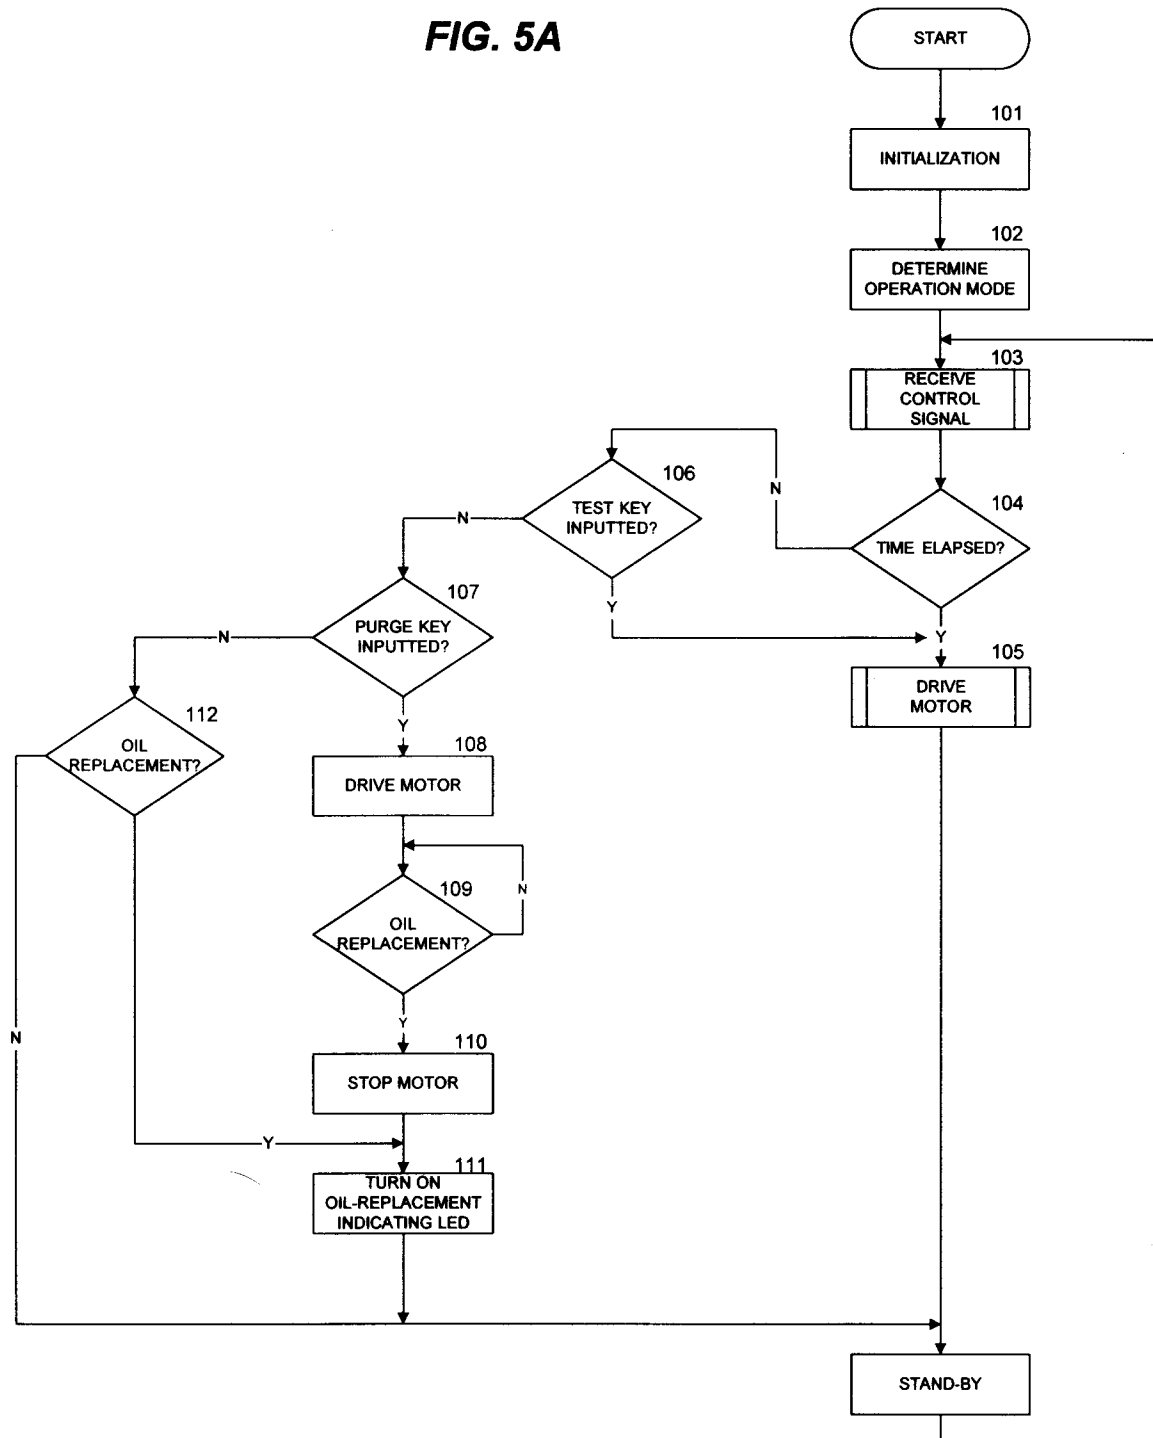 FIG. 5A
START
101
INITIALIZATION
102
DETERMINE
OPERATION MODE
103
RECEIVE
CONTROL
SIGNAL
104
TIME ELAPSED?
N
Y
106
TEST KEY
INPUTTED?
N
Y
105
DRIVE
MOTOR
107
PURGE KEY
INPUTTED?
N
Y
112
OIL
REPLACEMENT?
N
Y
108
DRIVE MOTOR
109
OIL
REPLACEMENT?
N
Y
110
STOP MOTOR
111
TURN ON
OIL-REPLACEMENT
INDICATING LED
STAND-BY